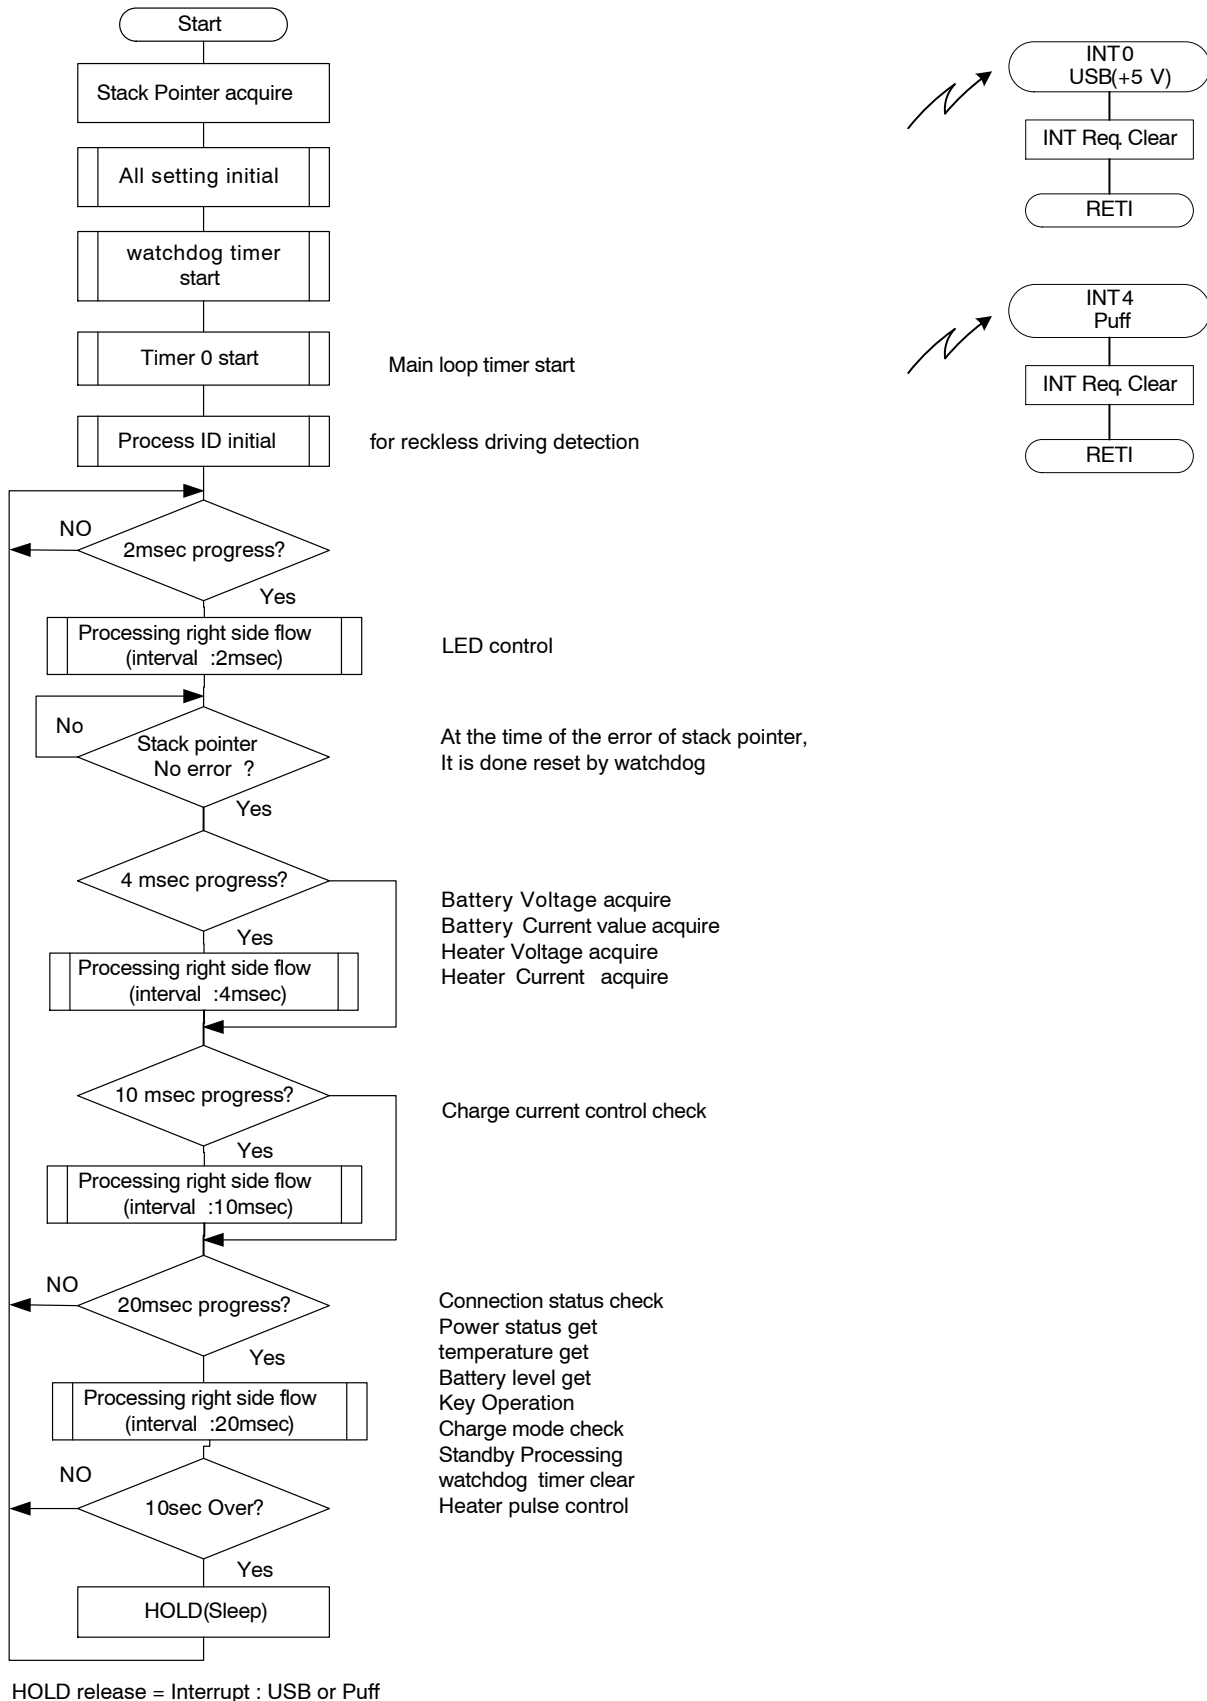 Start
Stack Pointer acquire
All setting initial
watchdog timer
start
Timer 0 start
Main loop timer start
Process ID initial
for reckless driving detection
NO
2msec progress?
Yes
Processing right side flow
(interval :2msec)
LED control
No
Stack pointer
No error ?
At the time of the error of stack pointer,
It is done reset by watchdog
Yes
4 msec progress?
Yes
Processing right side flow
(interval :4msec)
Battery Voltage acquire
Battery Current value acquire
Heater Voltage acquire
Heater Current acquire
10 msec progress?
Charge current control check
Yes
Processing right side flow
(interval :10msec)
NO
20msec progress?
Yes
Processing right side flow
(interval :20msec)
Connection status check
Power status get
temperature get
Battery level get
Key Operation
Charge mode check
Standby Processing
watchdog timer clear
Heater pulse control
NO
10sec Over?
Yes
HOLD(Sleep)
HOLD release = Interrupt : USB or Puff
INT0
USB(+5 V)
INT Req. Clear
RETI
INT4
Puff
INT Req. Clear
RETI